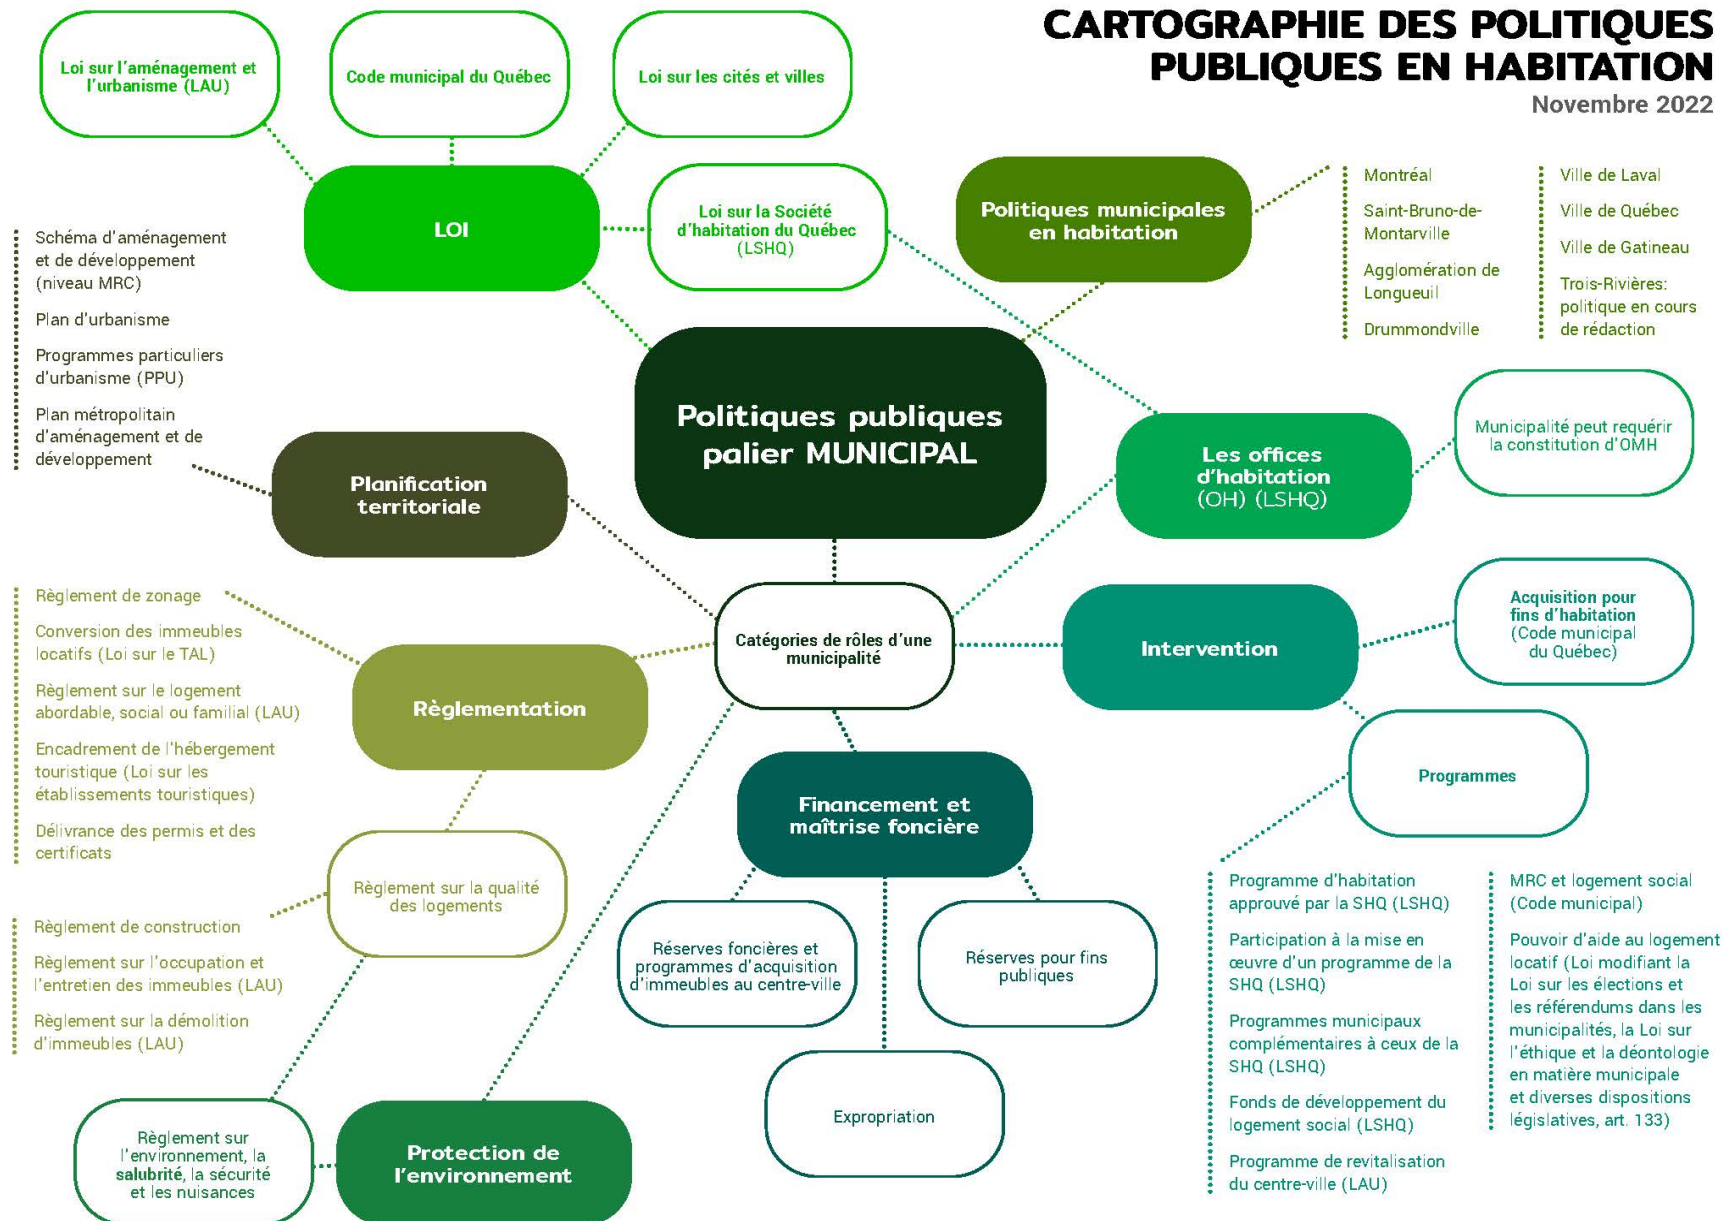 CARTOGRAPHIE DES POLITIQUES
PUBLIQUES EN HABITATION
Novembre 2022
Loi sur l'aménagement et
l'urbanisme (LAU)
Code municipal du Québec
Loi sur les cités et villes
LOI
Loi sur la Société
d'habitation du Québec
(LSHQ)
Politiques municipales
en habitation
Montréal
Saint-Bruno-de-
Montarville
Agglomération de
Longueuil
Drummondville
Ville de Laval
Ville de Québec
Ville de Gatineau
Trois-Rivières:
politique en cours
de rédaction
Schéma d'aménagement
et de développement
(niveau MRC)
Plan d'urbanisme
Programmes particuliers
d'urbanisme (PPU)
Plan métropolitain
d'aménagement et de
développement
Planification
territoriale
Politiques publiques
palier MUNICIPAL
Les offices
d'habitation
(OH) (LSHQ)
Municipalité peut requérir
la constitution d'OMH
Catégories de rôles d'une
municipalité
Intervention
Acquisition pour
fins d'habitation
(Code municipal
du Québec)
Programmes
Règlement de zonage
Conversion des immeubles
locatifs (Loi sur le TAL)
Règlement sur le logement
abordable, social ou familial (LAU)
Encadrement de l'hébergement
touristique (Loi sur les
établissements touristiques)
Délivrance des permis et des
certificats
Règlementation
Règlement sur la qualité
des logements
Règlement de construction
Règlement sur l'occupation et
l'entretien des immeubles (LAU)
Règlement sur la démolition
d'immeubles (LAU)
Règlement sur
l'environnement, la
salubrité, la sécurité
et les nuisances
Protection de
l'environnement
Financement et
maîtrise foncière
Réserves foncières et
programmes d'acquisition
d'immeubles au centre-ville
Réserves pour fins
publiques
Expropriation
Programme d'habitation
approuvé par la SHQ (LSHQ)
Participation à la mise en
œuvre d'un programme de la
SHQ (LSHQ)
Programmes municipaux
complémentaires à ceux de la
SHQ (LSHQ)
Fonds de développement du
logement social (LSHQ)
Programme de revitalisation
du centre-ville (LAU)
MRC et logement social
(Code municipal)
Pouvoir d'aide au logement
locatif (Loi modifiant la
Loi sur les élections et
les référendums dans les
municipalités, la Loi sur
l'éthique et la déontologie
en matière municipale
et diverses dispositions
législatives, art. 133)